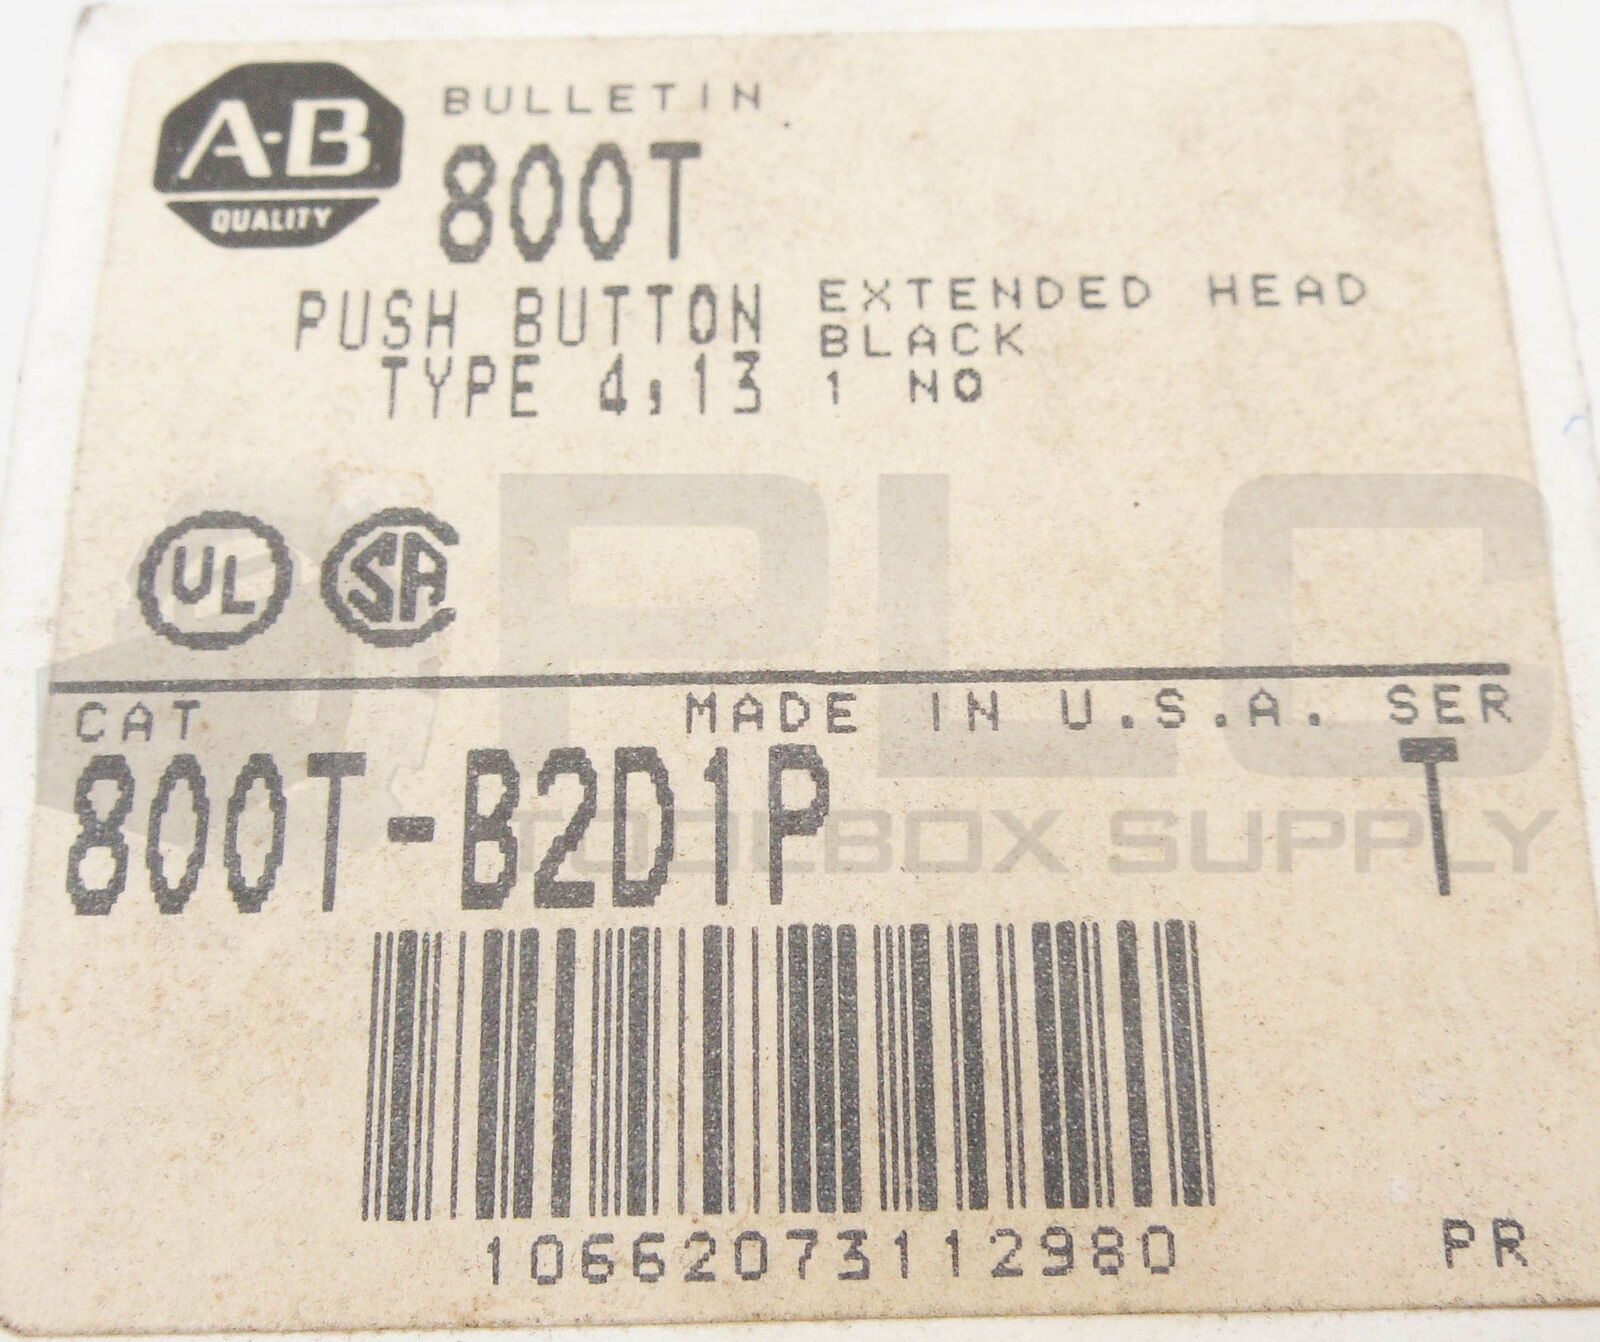 A-B
QUALITY
BULLETIN
800T
PUSH BUTTON EXTENDED HEAD
BLACK
TYPE 4,13 1 NO
UL SA
PLC
TOOLBOX SUPPLY
CAT MADE IN U.S.A. SER
800T-B2D1P T
10662073112980 PR